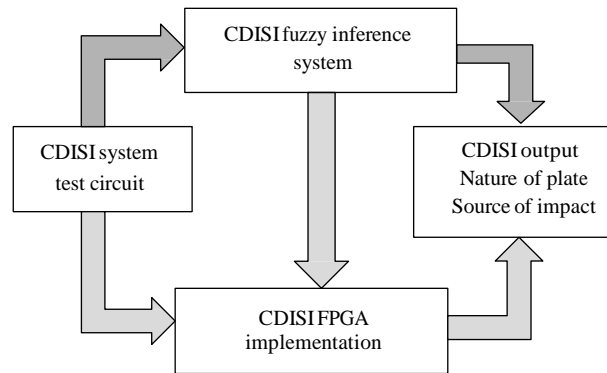 CDISI fuzzy inference
system
CDISI system
test circuit
CDISI output
Nature of plate
Source of impact
CDISI FPGA
implementation